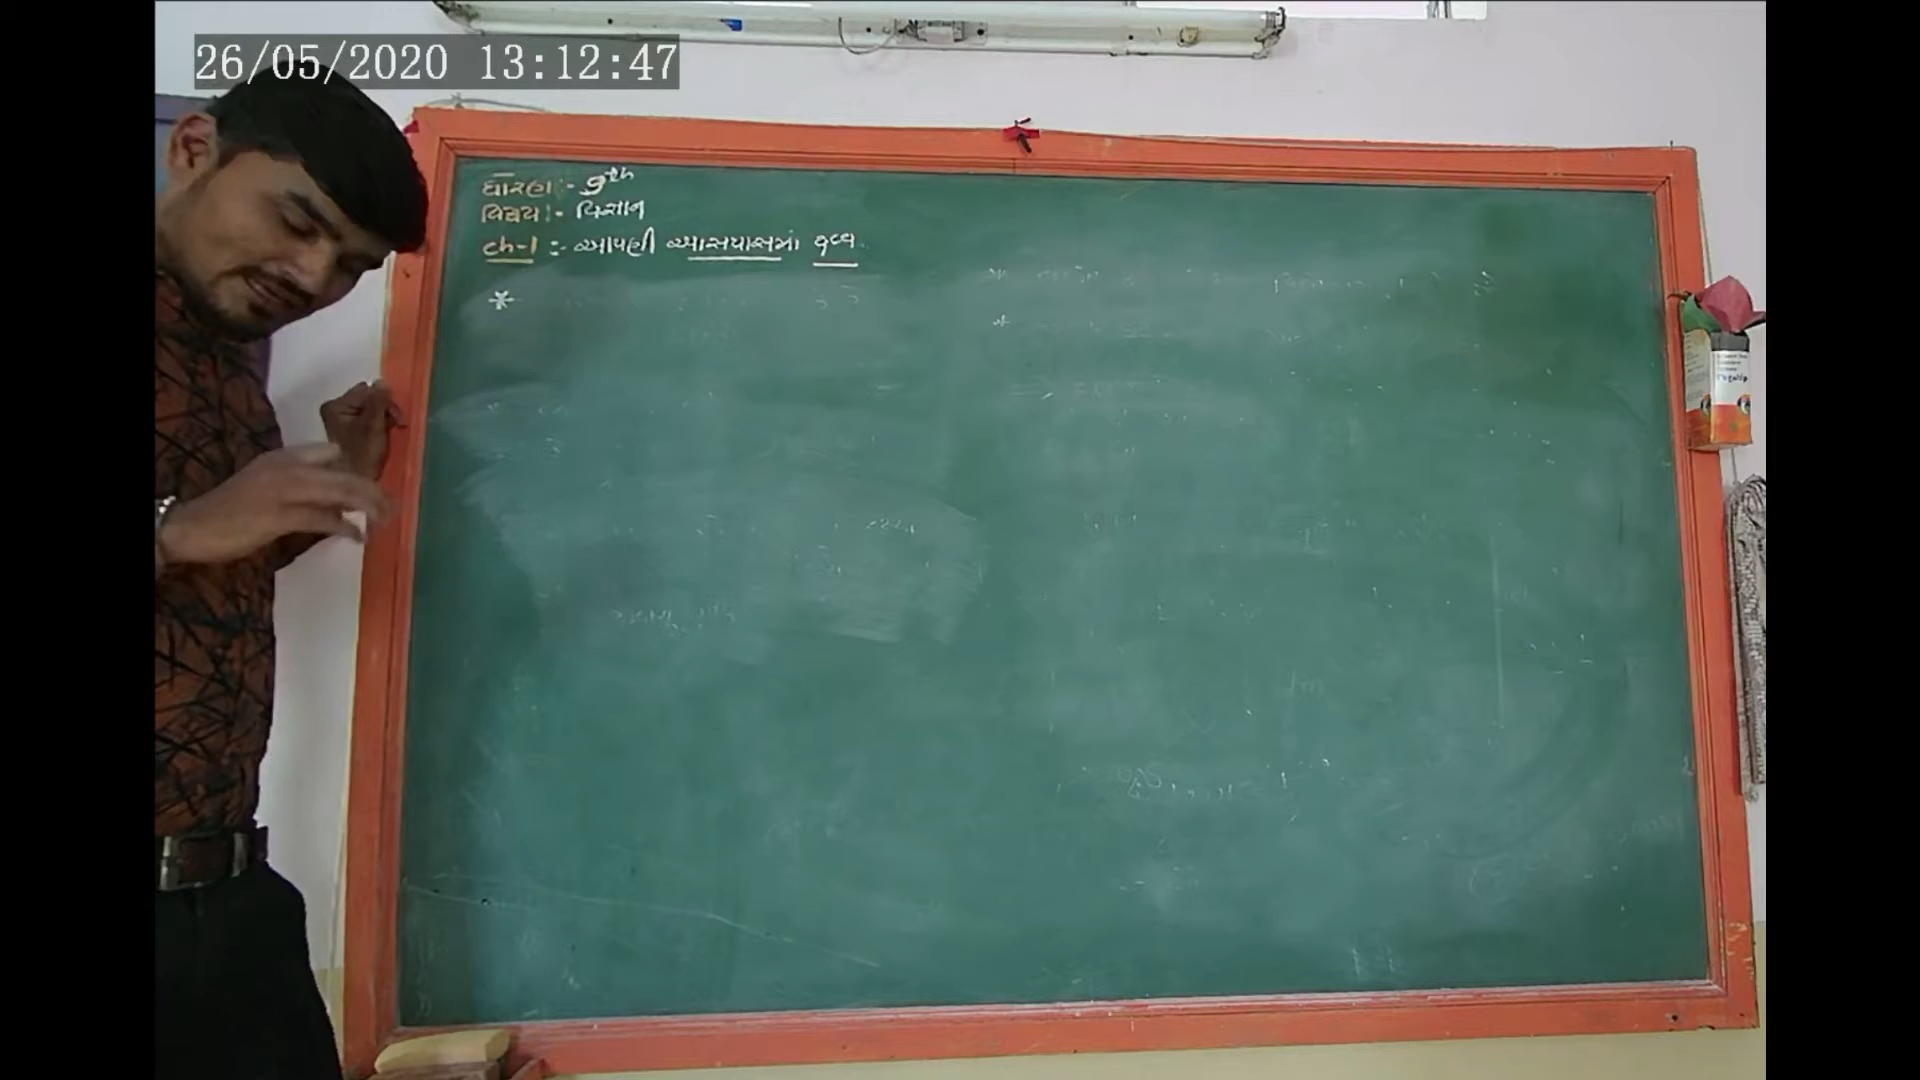 26/05/2020 13:12:47
ધોરણ :- 9th
વિષય :- વિજ્ઞાન
ch-1 :- આપણી આસપાસમાં દ્રવ્ય
*